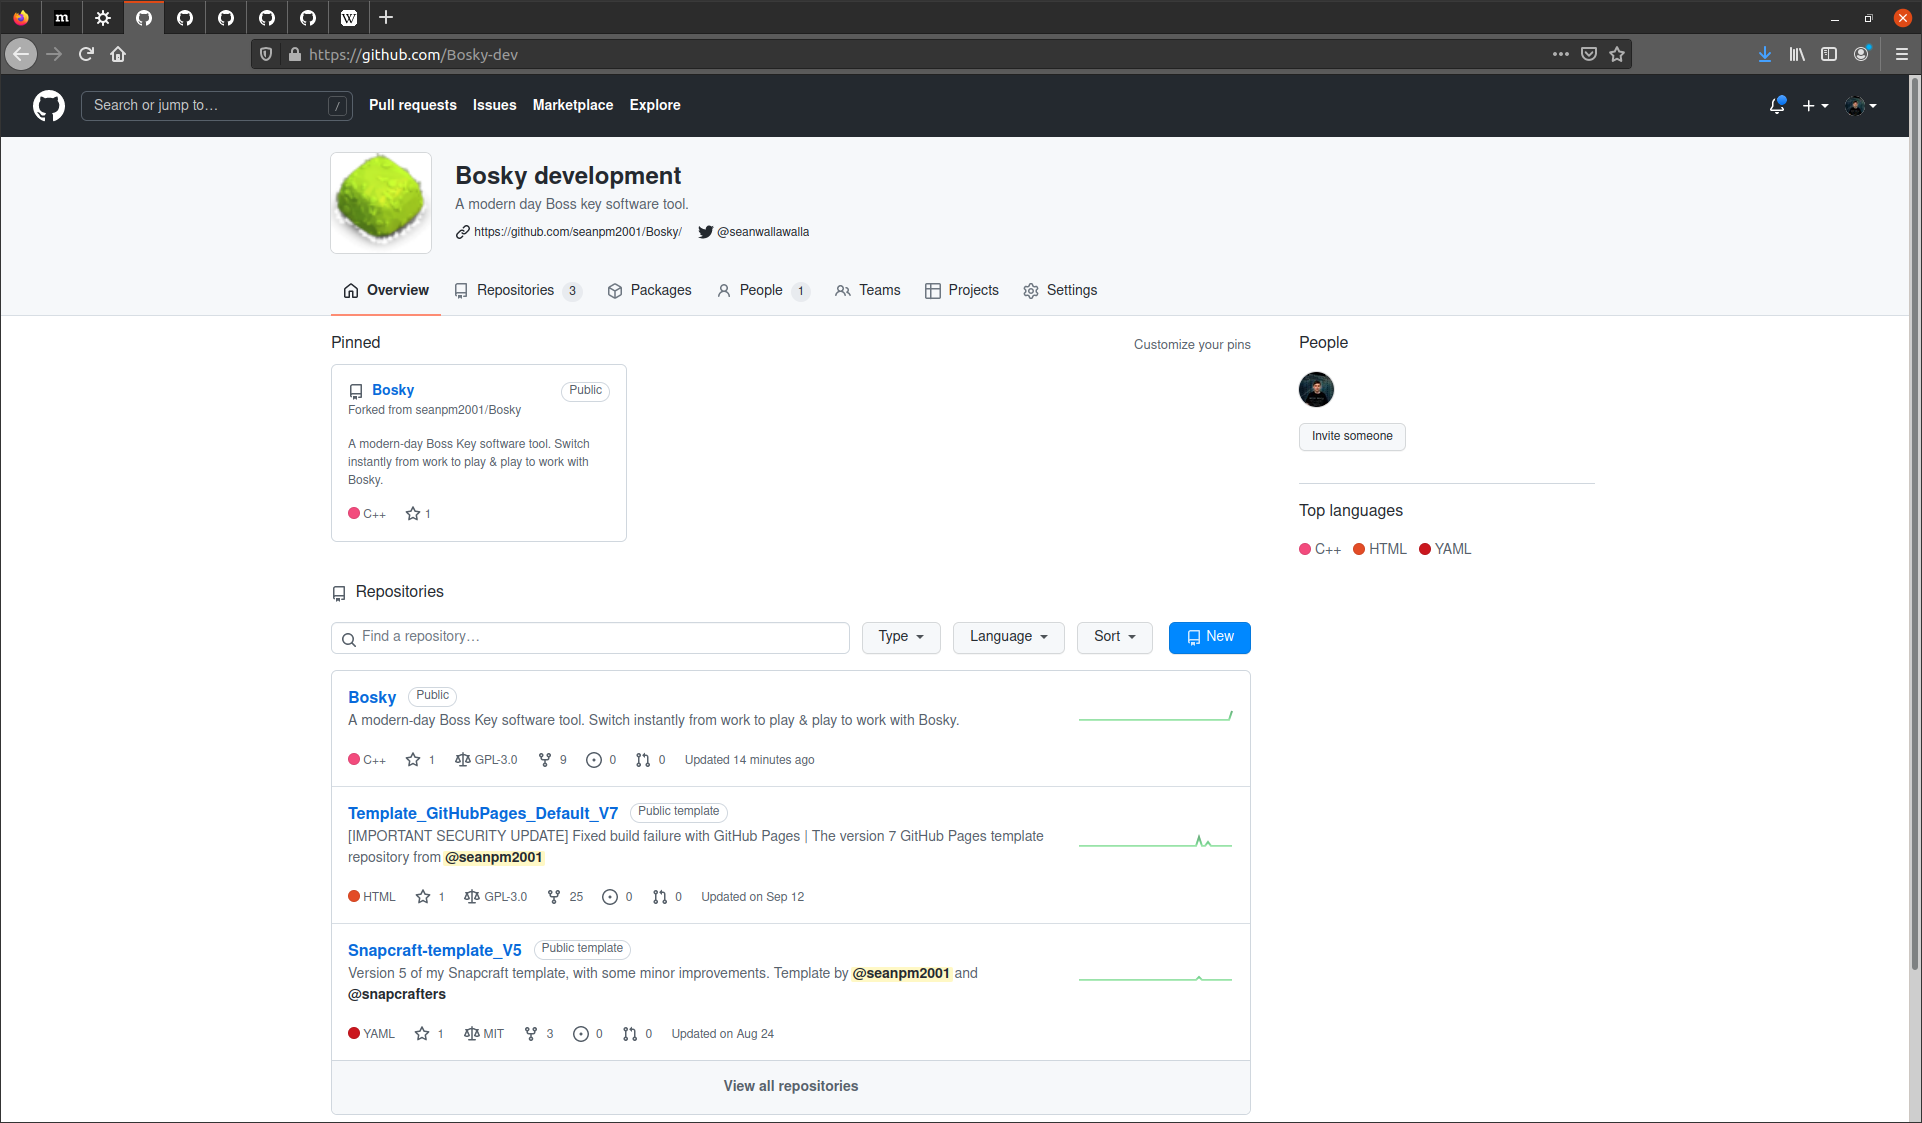 m
W
https://github.com/Bosky-dev
Search or jump to…
/
Pull requests
Issues
Marketplace
Explore
Bosky development
A modern day Boss key software tool.
https://github.com/seanpm2001/Bosky/
@seanwallawalla
Overview
Repositories 3
Packages
People 1
Teams
Projects
Settings
Pinned
Customize your pins
Bosky
Public
Forked from seanpm2001/Bosky
A modern-day Boss Key software tool. Switch
instantly from work to play & play to work with
Bosky.
C++ 1
People
Invite someone
Top languages
C++ HTML YAML
Repositories
Find a repository…
Type
Language
Sort
New
Bosky Public
A modern-day Boss Key software tool. Switch instantly from work to play & play to work with Bosky.
C++ 1 GPL-3.0 9 0 0 Updated 14 minutes ago
Template_GitHubPages_Default_V7 Public template
[IMPORTANT SECURITY UPDATE] Fixed build failure with GitHub Pages | The version 7 GitHub Pages template
repository from @seanpm2001
HTML 1 GPL-3.0 25 0 0 Updated on Sep 12
Snapcraft-template_V5 Public template
Version 5 of my Snapcraft template, with some minor improvements. Template by @seanpm2001 and
@snapcrafters
YAML 1 MIT 3 0 0 Updated on Aug 24
View all repositories